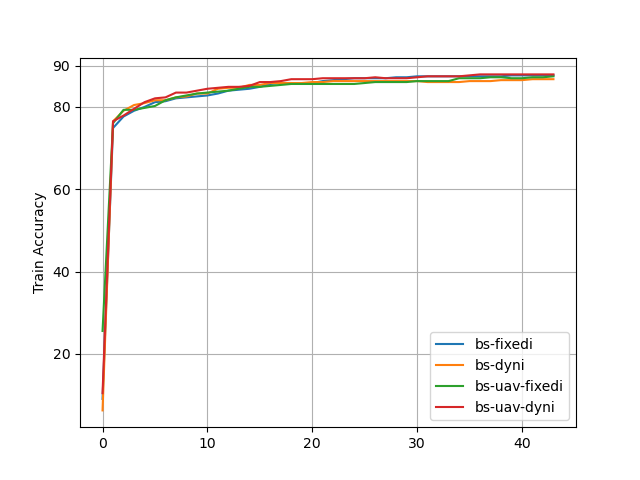 90
80
60
40
20
Train Accuracy
bs-fixedi
bs-dyni
bs-uav-fixedi
bs-uav-dyni
0 10 20 30 40